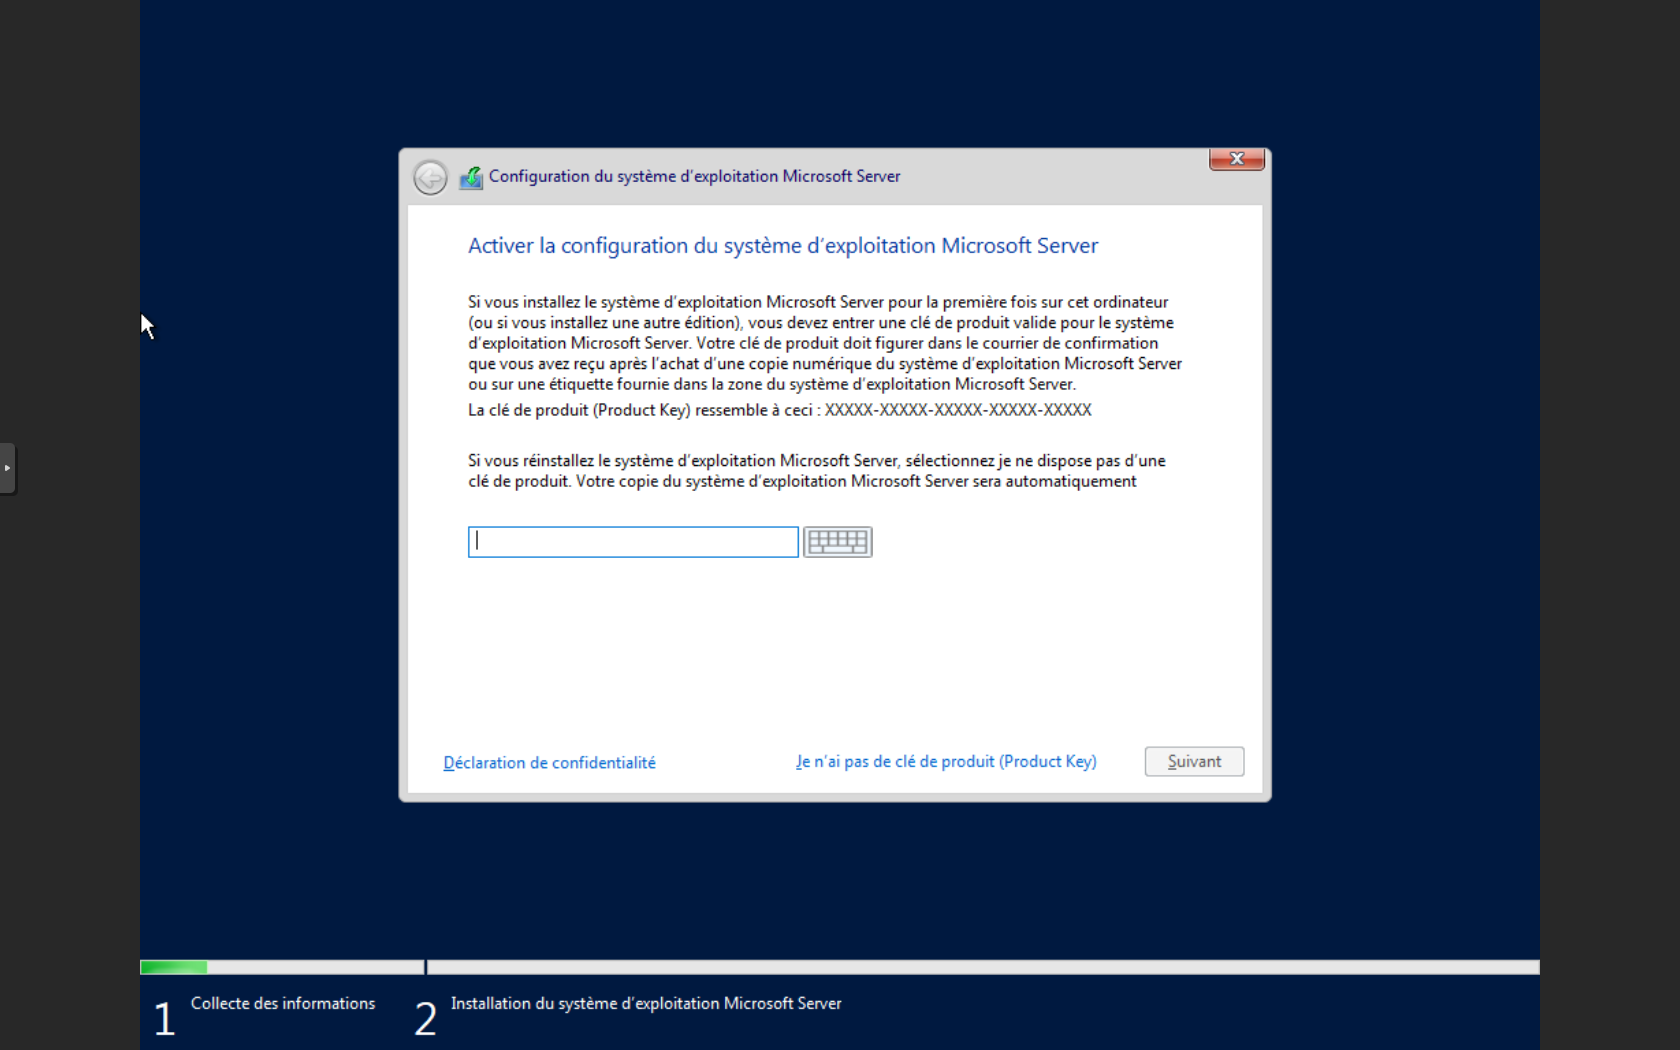 Configuration du système d'exploitation Microsoft Server
Activer la configuration du système d'exploitation Microsoft Server
Si vous installez le système d'exploitation Microsoft Server pour la première fois sur cet ordinateur
(ou si vous installez une autre édition), vous devez entrer une clé de produit valide pour le système
d'exploitation Microsoft Server. Votre clé de produit doit figurer dans le courrier de confirmation
que vous avez reçu après l'achat d'une copie numérique du système d'exploitation Microsoft Server
ou sur une étiquette fournie dans la zone du système d'exploitation Microsoft Server.
La clé de produit (Product Key) ressemble à ceci : XXXXX-XXXXX-XXXXX-XXXXX-XXXXX
Si vous réinstallez le système d'exploitation Microsoft Server, sélectionnez je ne dispose pas d'une
clé de produit. Votre copie du système d'exploitation Microsoft Server sera automatiquement
Déclaration de confidentialité
Je n'ai pas de clé de produit (Product Key)
Suivant
1 Collecte des informations
2 Installation du système d'exploitation Microsoft Server